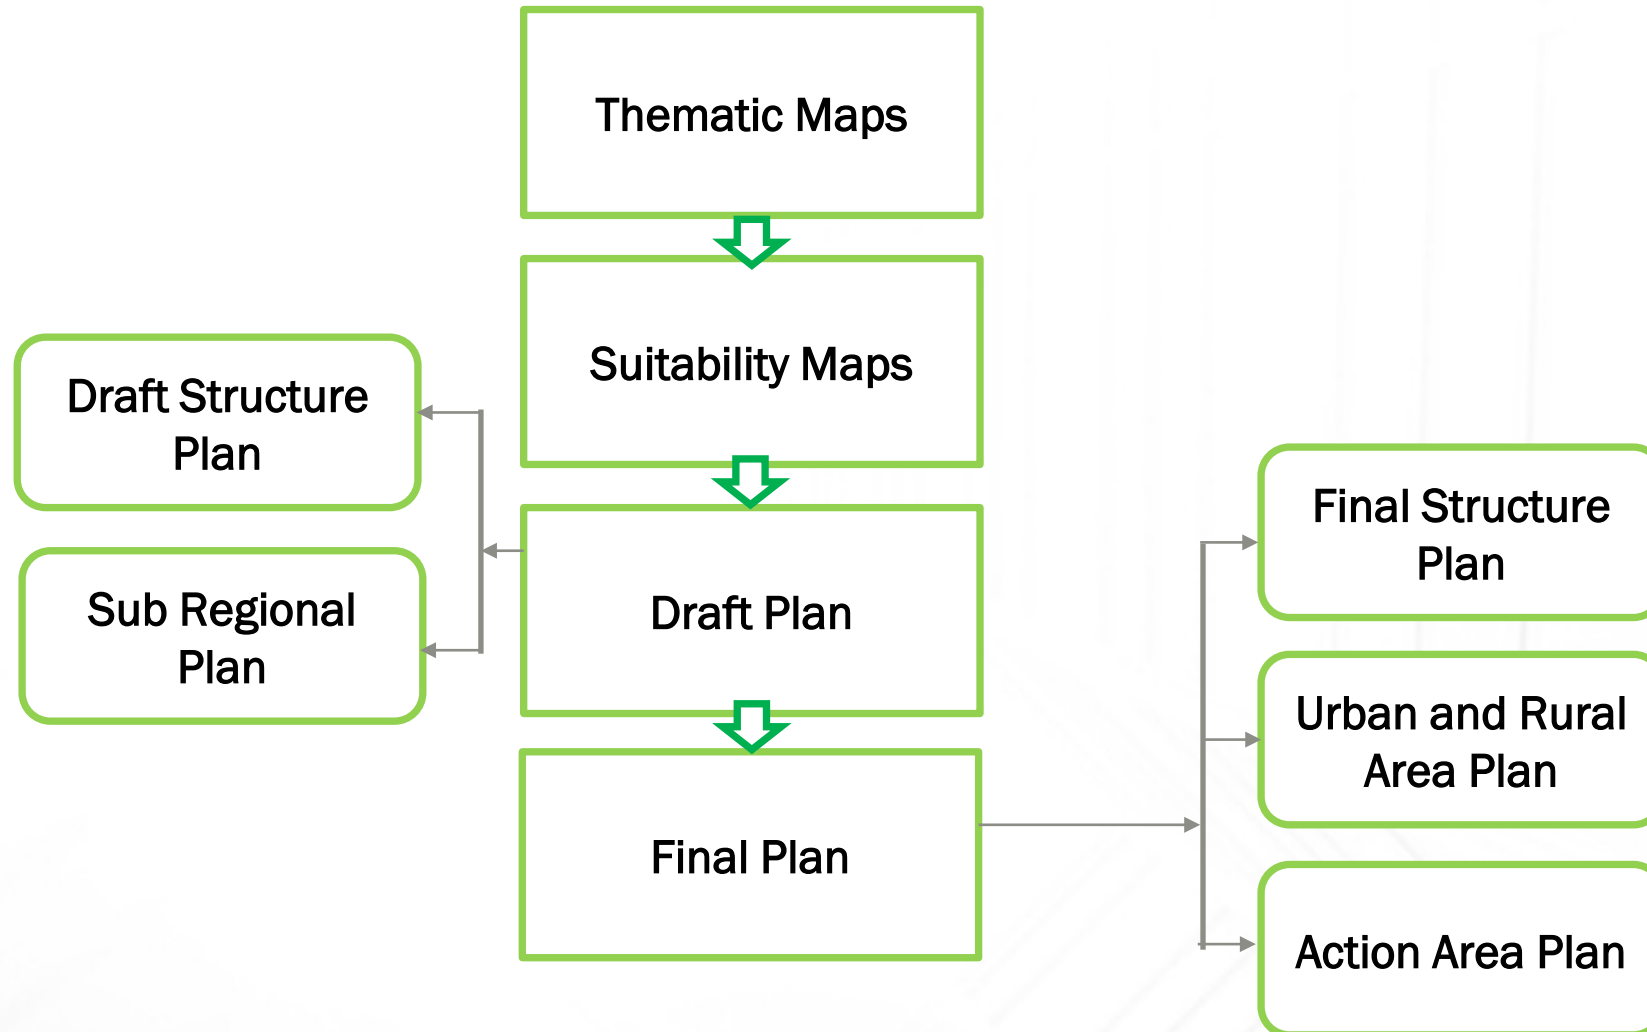 Thematic Maps
Suitability Maps
Draft Structure
Plan
Sub Regional
Plan
Draft Plan
Final Plan
Final Structure
Plan
Urban and Rural
Area Plan
Action Area Plan